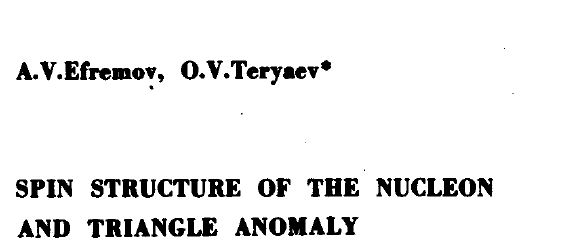 A.V.Efremov, O.V.Teryaev*
SPIN STRUCTURE OF THE NUCLEON
AND TRIANGLE ANOMALY